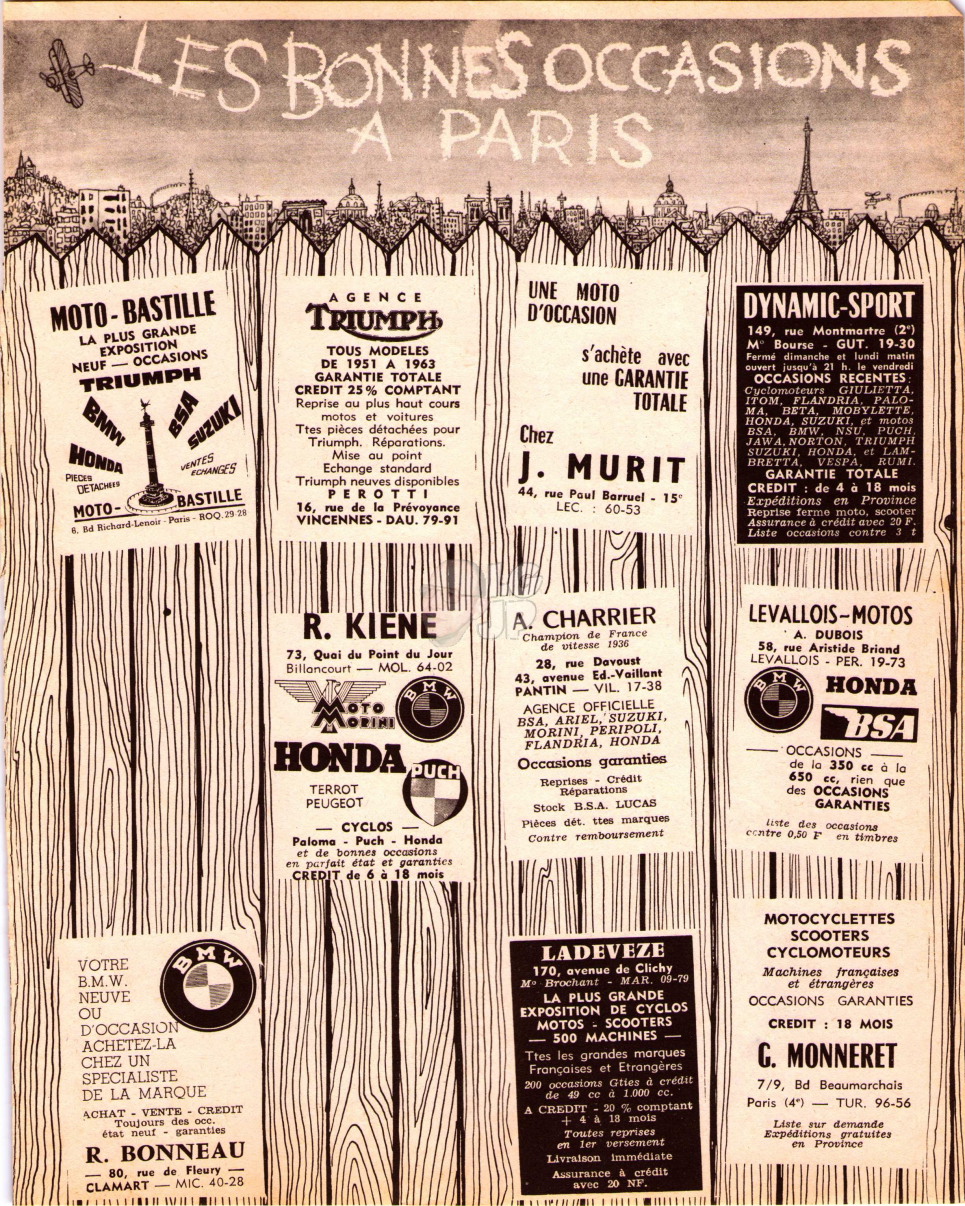 LES BONNES OCCASIONS
A PARIS
MOTO-BASTILLE
LA PLUS GRANDE
EXPOSITION
NEUF — OCCASIONS
TRIUMPH
BMW
BSA
SUZUKI
HONDA
PIECES
DETACHEES
VENTES
ECHANGES
MOTO- BASTILLE
6, Bd Richard-Lenoir - Paris - ROQ. 29-28
AGENCE
TRIUMPH
TOUS MODELES
DE 1951 A 1963
GARANTIE TOTALE
CREDIT 25% COMPTANT
Reprise au plus haut cours
motos et voitures
Ttes pièces détachées pour
Triumph. Réparations.
Mise au point
Echange standard
Triumph neuves disponibles
PEROTTI
16, rue de la Prévoyance
VINCENNES - DAU. 79-91
UNE MOTO
D'OCCASION
s'achète avec
une GARANTIE
TOTALE
Chez
J. MURIT
44, rue Paul Barruel - 15e
LEC. : 60-53
DYNAMIC-SPORT
149, rue Montmartre (2e)
Mo Bourse - GUT. 19-30
Fermé dimanche et lundi matin
ouvert jusqu'à 21 h. le vendredi
OCCASIONS RECENTES:
Cyclomoteurs GIULIETTA,
ITOM, FLANDRIA, PALO-
MA, BETA, MOBYLETTE,
HONDA, SUZUKI, et motos
BSA, BMW, NSU, PUCH,
JAWA, NORTON, TRIUMPH
SUZUKI, HONDA, et LAM-
BRETTA, VESPA, RUMI.
GARANTIE TOTALE
CREDIT : de 4 à 18 mois
Expéditions en Province
Reprise ferme moto, scooter
Assurance à crédit avec 20 F.
Liste occasions contre 3 t
R. KIENE
73, Quai du Point du Jour
Billancourt — MOL. 64-02
MOTO
MORINI
BMW
HONDA
PUCH
TERROT
PEUGEOT
— CYCLOS —
Paloma - Puch - Honda
et de bonnes occasions
en parfait état et garanties
CREDIT de 6 à 18 mois
A. CHARRIER
Champion de France
de vitesse 1936
28, rue Davoust
43, avenue Ed.-Vaillant
PANTIN — VIL. 17-38
AGENCE OFFICIELLE
BSA, ARIEL, SUZUKI,
MORINI, PERIPOLI,
FLANDRIA, HONDA
Occasions garanties
Reprises - Crédit
Réparations
Stock B.S.A. LUCAS
Pièces dét. ttes marques
Contre remboursement
LEVALLOIS-MOTOS
A. DUBOIS
58, rue Aristide Briand
LEVALLOIS - PER. 19-73
BMW
HONDA
BSA
— OCCASIONS —
de la 350 cc à la
650 cc, rien que
des OCCASIONS
GARANTIES
liste des occasions
contre 0,50 F en timbres
VOTRE
B.M.W.
NEUVE
OU
D'OCCASION
ACHETEZ-LA
CHEZ UN
SPECIALISTE
DE LA MARQUE
BMW
ACHAT - VENTE - CREDIT
Toujours des occ.
état neuf - garanties
R. BONNEAU
— 80, rue de Fleury —
CLAMART — MIC. 40-28
LADEVEZE
170, avenue de Clichy
Mo Brochant - MAR. 09-79
LA PLUS GRANDE
EXPOSITION DE CYCLOS
MOTOS - SCOOTERS
— 500 MACHINES —
Ttes les grandes marques
Françaises et Etrangères
200 occasions Gties à crédit
de 49 cc à 1.000 cc.
A CREDIT - 20 % comptant
+ 4 à 18 mois
Toutes reprises
en 1er versement
Livraison immédiate
Assurance à crédit
avec 20 NF.
MOTOCYCLETTES
SCOOTERS
CYCLOMOTEURS
Machines françaises
et étrangères
OCCASIONS GARANTIES
CREDIT : 18 MOIS
G. MONNERET
7/9, Bd Beaumarchais
Paris (4e) — TUR. 96-56
Liste sur demande
Expéditions gratuites
en Province